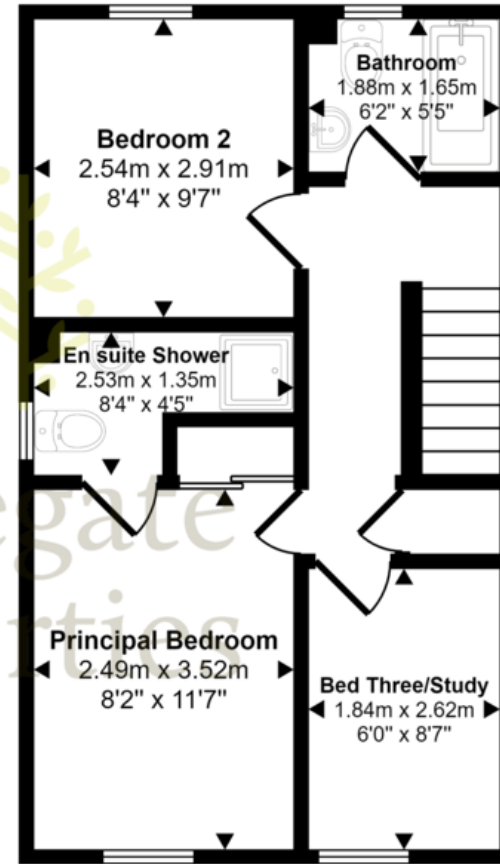 Bathroom
1.88m x 1.65m
6'2" x 5'5"
Bedroom 2
2.54m x 2.91m
8'4" x 9'7"
En suite Shower
2.53m x 1.35m
8'4" x 4'5"
Principal Bedroom
2.49m x 3.52m
8'2" x 11'7"
Bed Three/Study
1.84m x 2.62m
6'0" x 8'7"